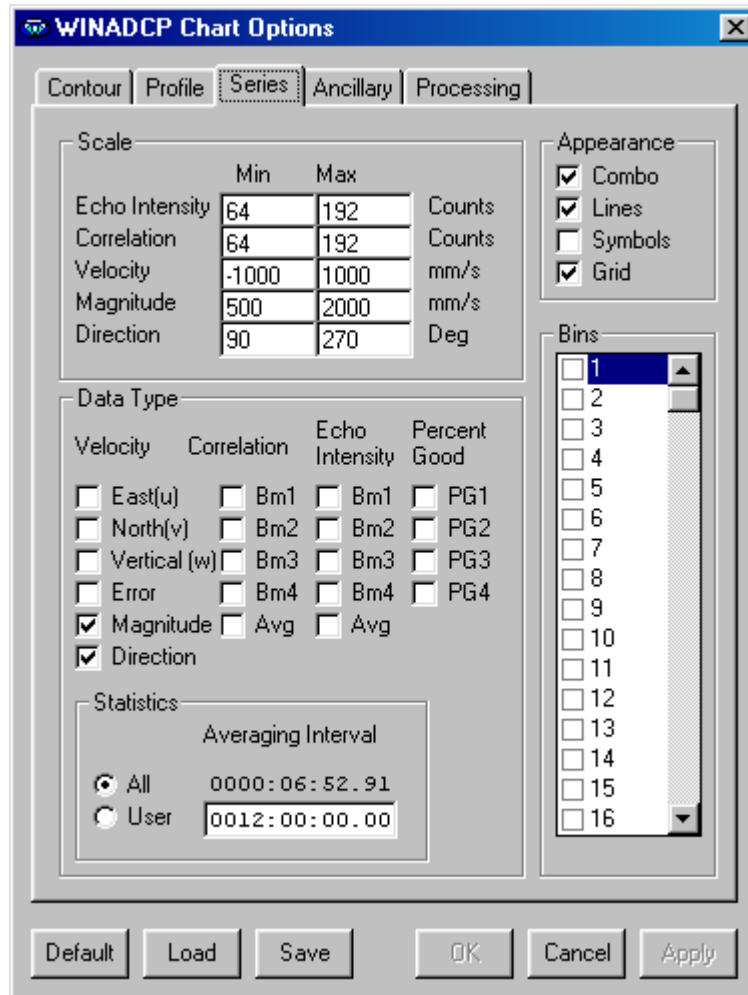 WINADCP Chart Options
Contour Profile Series Ancillary Processing
Scale
Min Max
Echo Intensity 64 192 Counts
Correlation 64 192 Counts
Velocity -1000 1000 mm/s
Magnitude 500 2000 mm/s
Direction 90 270 Deg
Appearance
Combo
Lines
Symbols
Grid
Data Type
Velocity Correlation Echo Intensity Percent Good
East(u) Bm1 Bm1 PG1
North(v) Bm2 Bm2 PG2
Vertical (w) Bm3 Bm3 PG3
Error Bm4 Bm4 PG4
Magnitude Avg Avg
Direction
Statistics
Averaging Interval
All 0000:06:52.91
User 0012:00:00.00
Bins
1
2
3
4
5
6
7
8
9
10
11
12
13
14
15
16
Default Load Save OK Cancel Apply